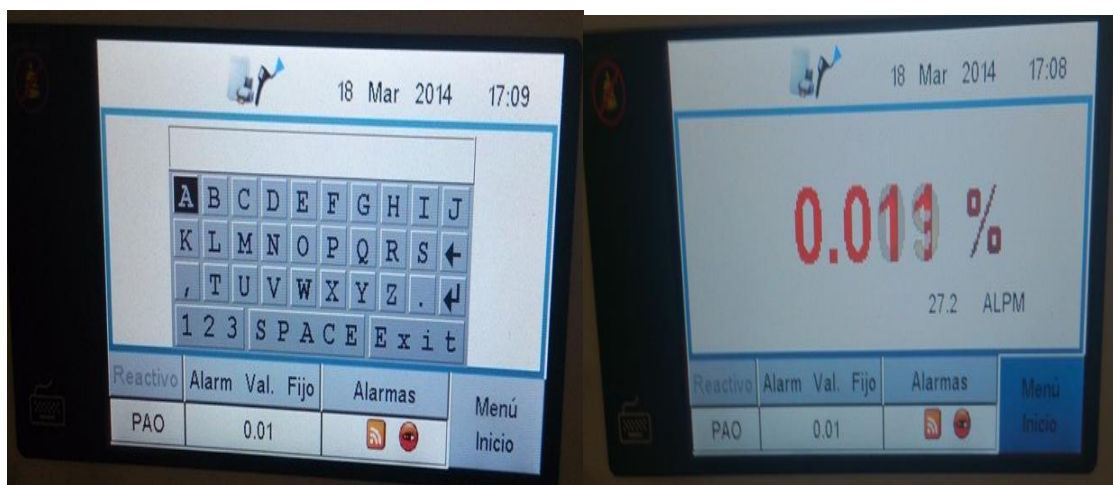 18 Mar 2014 17:09
A B C D E F G H I J
K L M N O P Q R S
, T U V W X Y Z .
1 2 3 SPACE Exit
Reactivo Alarm Val. Fijo Alarmas Menú Inicio
PAO 0.01
18 Mar 2014 17:08
%
27.2 ALPM
Reactivo Alarm Val. Fijo Alarmas Menú Inicio
PAO 0.01